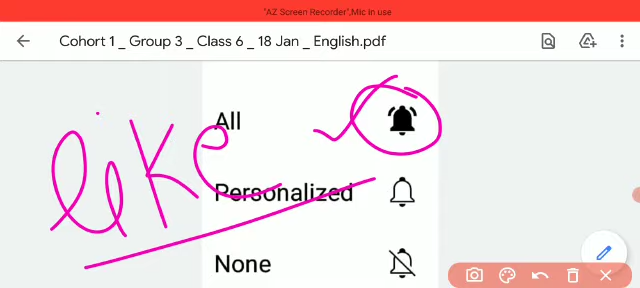 "AZ Screen Recorder",Mic in use
Cohort 1 _ Group 3 _ Class 6 _ 18 Jan _ English.pdf
All
like
Personalized
None